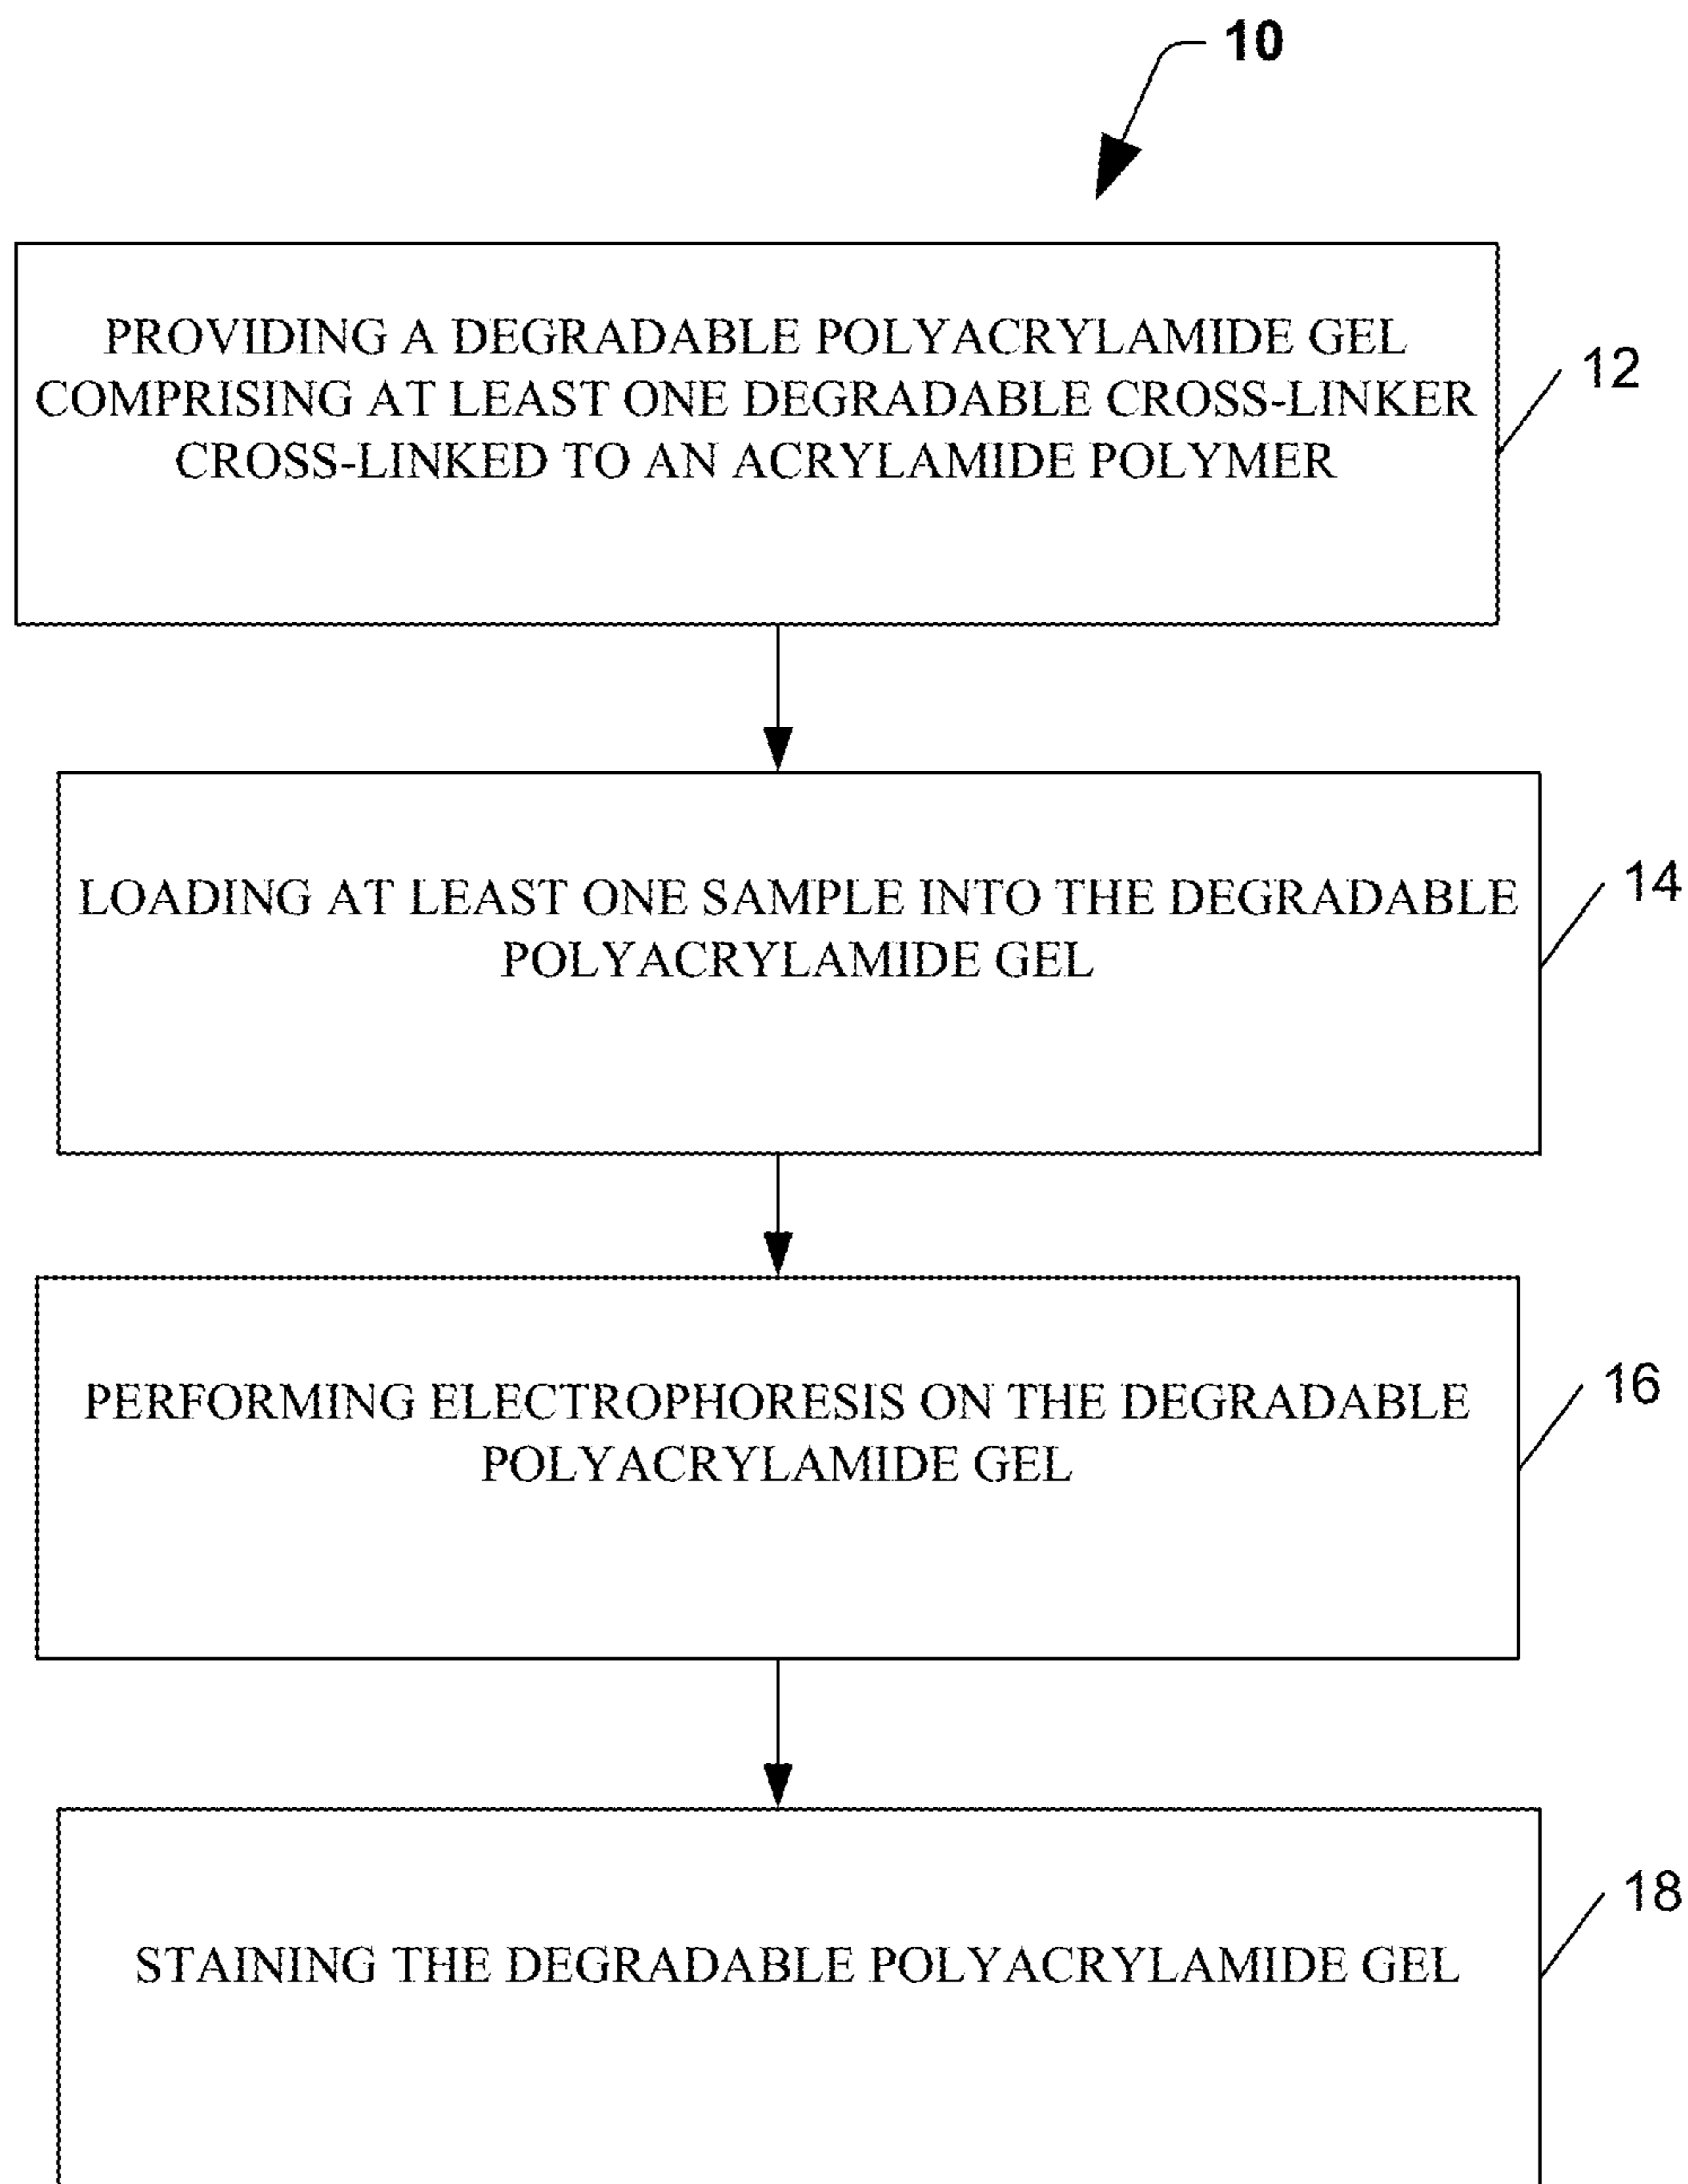 10
PROVIDING A DEGRADABLE POLYACRYLAMIDE GEL
COMPRISING AT LEAST ONE DEGRADABLE CROSS-LINKER
CROSS-LINKED TO AN ACRYLAMIDE POLYMER
12
LOADING AT LEAST ONE SAMPLE INTO THE DEGRADABLE
POLYACRYLAMIDE GEL
14
PERFORMING ELECTROPHORESIS ON THE DEGRADABLE
POLYACRYLAMIDE GEL
16
STAINING THE DEGRADABLE POLYACRYLAMIDE GEL
18